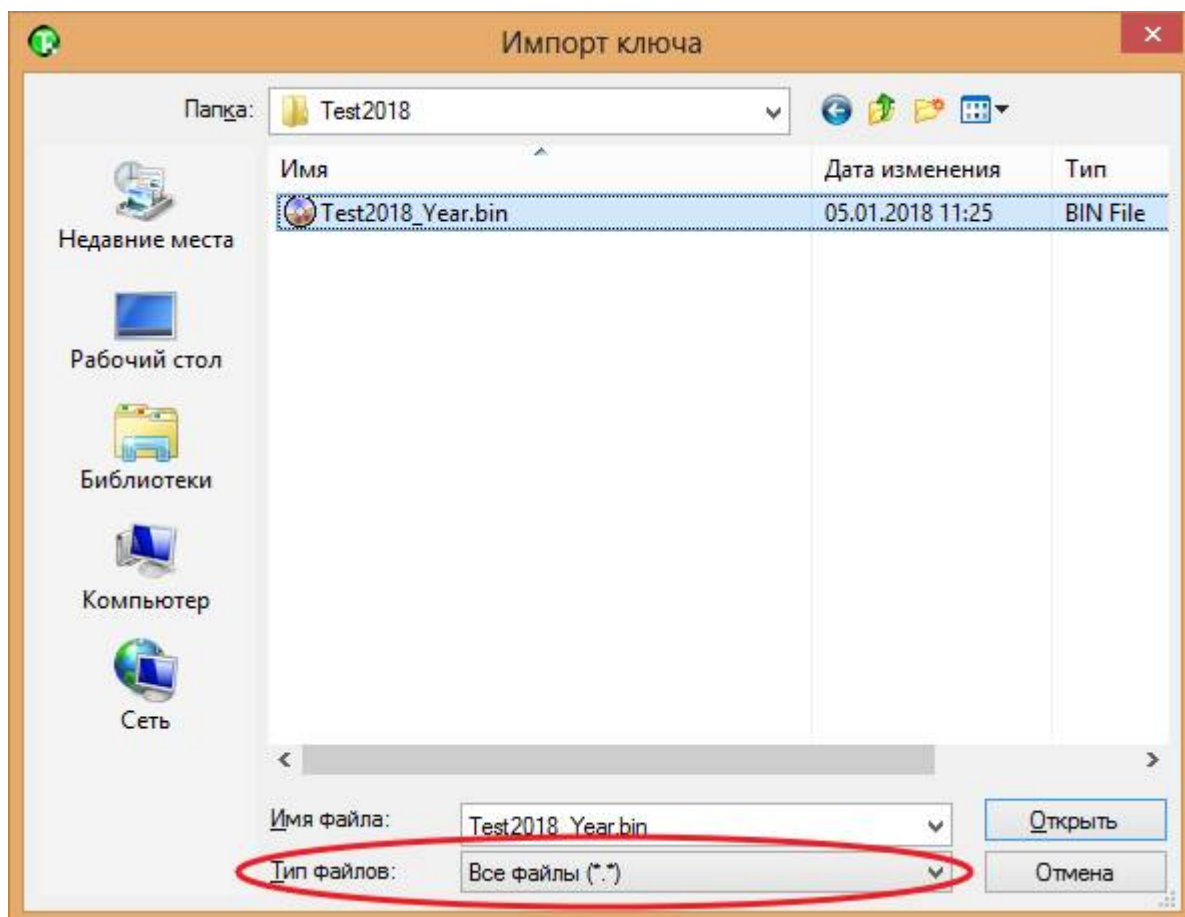 Импорт ключа
Папка: Test2018
Имя Дата изменения Тип
Test2018_Year.bin 05.01.2018 11:25 BIN File
Недавние места
Рабочий стол
Библиотеки
Компьютер
Сеть
Имя файла: Test2018_Year.bin Открыть
Тип файлов: Все файлы (*.*) Отмена